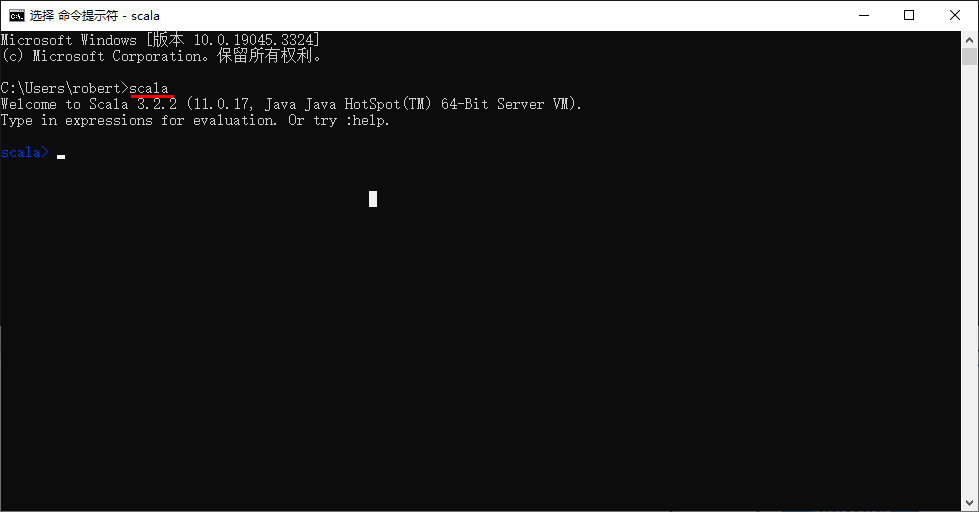 选择 命令提示符 - scala
Microsoft Windows [版本 10.0.19045.3324]
(c) Microsoft Corporation。保留所有权利。
C:\Users\robert>scala
Welcome to Scala 3.2.2 (11.0.17, Java Java HotSpot(TM) 64-Bit Server VM).
Type in expressions for evaluation. Or try :help.
scala>